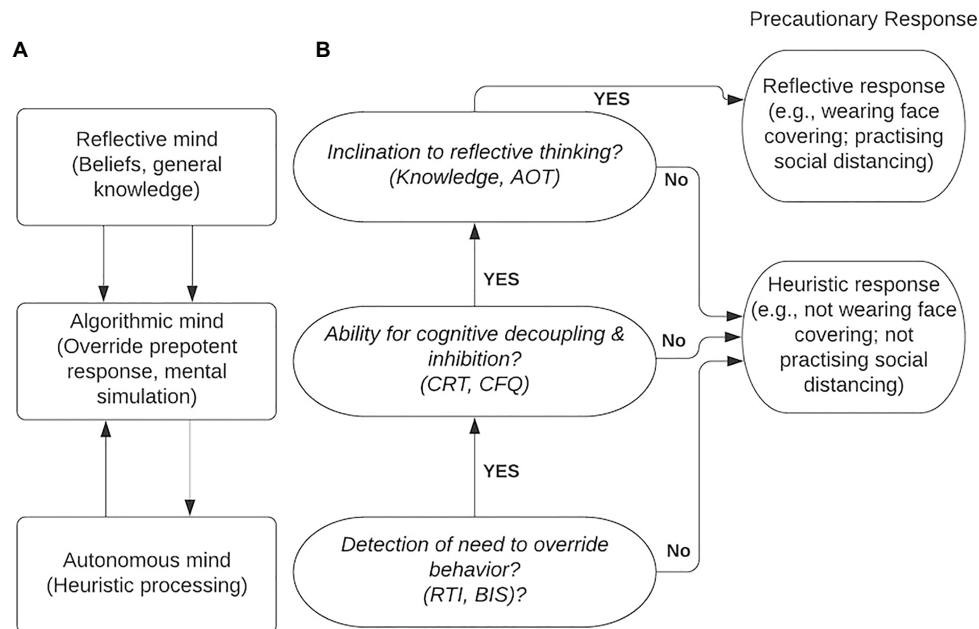 Precautionary Response
A
B
Reflective mind
(Beliefs, general
knowledge)
Algorithmic mind
(Override prepotent
response, mental
simulation)
Autonomous mind
(Heuristic processing)
Inclination to reflective thinking?
(Knowledge, AOT)
YES
No
YES
Ability for cognitive decoupling &
inhibition?
(CRT, CFQ)
No
YES
Detection of need to override
behavior?
(RTI, BIS)?
No
Reflective response
(e.g., wearing face
covering; practising
social distancing)
Heuristic response
(e.g., not wearing face
covering; not
practising social
distancing)